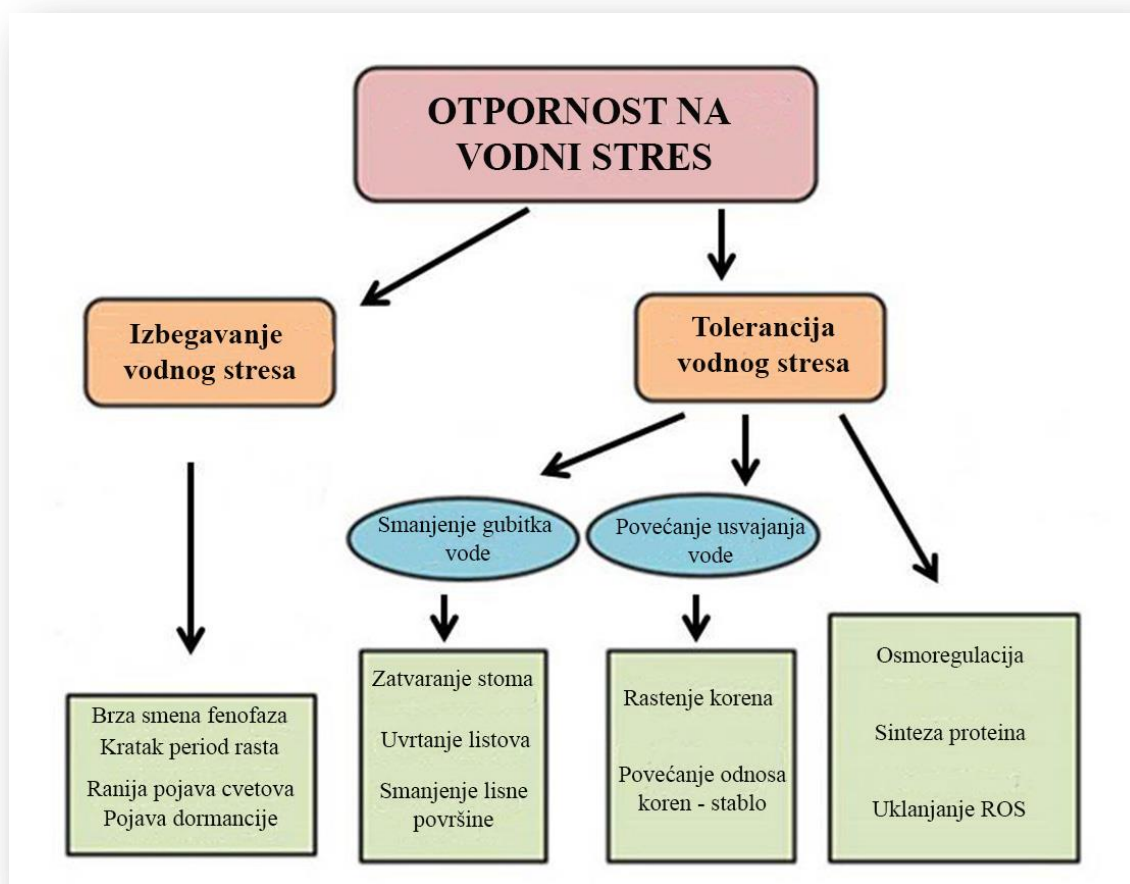 OTPORNOST NA
VODNI STRES
Izbegavanje
vodnog stresa
Tolerancija
vodnog stresa
Smanjenje gubitka
vode
Povećanje usvajanja
vode
Brza smena fenofaza
Kratak period rasta
Ranija pojava cvetova
Pojava dormancije
Zatvaranje stoma
Uvrtanje listova
Smanjenje lisne
površine
Rastenje korena
Povećanje odnosa
koren - stablo
Osmoregulacija
Sinteza proteina
Uklanjanje ROS